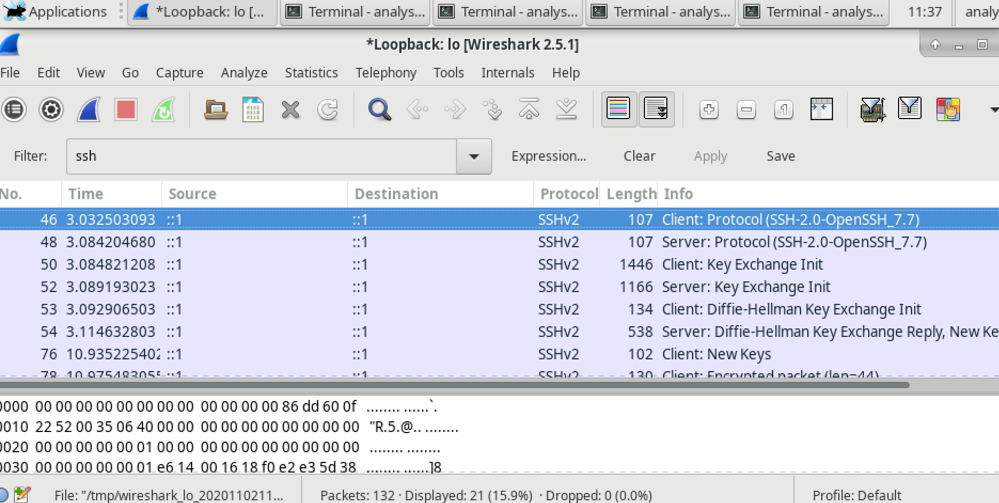 Applications *Loopback: lo [... Terminal - analys... Terminal - analys... Terminal - analys... Terminal - analys... 11:37 analy
*Loopback: lo [Wireshark 2.5.1]
File Edit View Go Capture Analyze Statistics Telephony Tools Internals Help
Filter: ssh Expression... Clear Apply Save
No. Time Source Destination Protocol Length Info
46 3.032503093 ::1 ::1 SSHv2 107 Client: Protocol (SSH-2.0-OpenSSH_7.7)
48 3.084204680 ::1 ::1 SSHv2 107 Server: Protocol (SSH-2.0-OpenSSH_7.7)
50 3.084821208 ::1 ::1 SSHv2 1446 Client: Key Exchange Init
52 3.089193023 ::1 ::1 SSHv2 1166 Server: Key Exchange Init
53 3.092906503 ::1 ::1 SSHv2 134 Client: Diffie-Hellman Key Exchange Init
54 3.114632803 ::1 ::1 SSHv2 538 Server: Diffie-Hellman Key Exchange Reply, New Ke
76 10.935225402 ::1 ::1 SSHv2 102 Client: New Keys
78 10.975483055 ::1 ::1 SSHv2 130 Client: Encrypted packet (len=44)
0000 00 00 00 00 00 00 00 00 00 00 00 00 86 dd 60 0f ........ ......`.
0010 22 52 00 35 06 40 00 00 00 00 00 00 00 00 00 00 "R.5.@.. ........
0020 00 00 00 00 00 01 00 00 00 00 00 00 00 00 00 00 ........ ........
0030 00 00 00 00 00 01 e6 14 00 16 18 f0 e2 e3 5d 38 ........ ......]8
File: "/tmp/wireshark_lo_2020110211... Packets: 132 · Displayed: 21 (15.9%) · Dropped: 0 (0.0%) Profile: Default